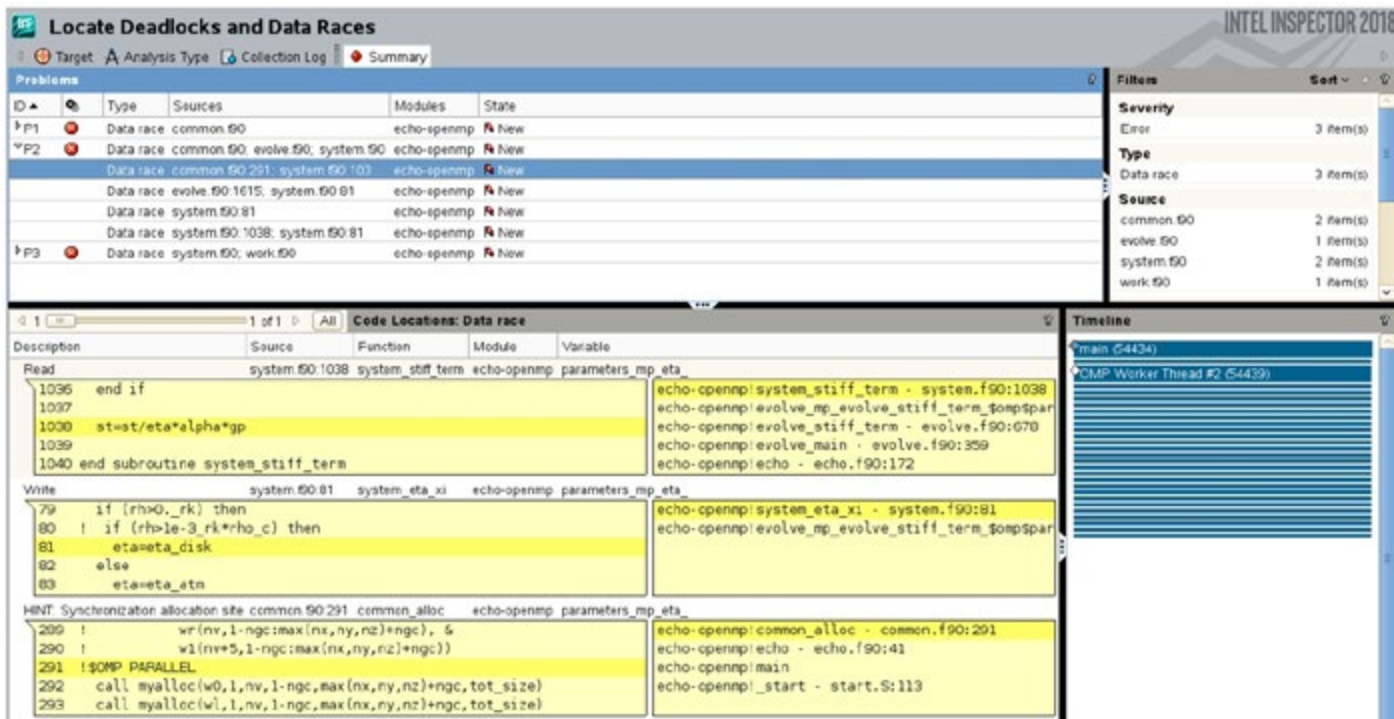 Locate Deadlocks and Data Races
INTEL INSPECTOR 2018
Target Analysis Type Collection Log Summary
Problems
ID Type Sources Modules State
P1 Data race common.f90 echo-openmp New
P2 Data race common.f90; evolve.f90; system.f90 echo-openmp New
Data race common.f90:291; system.f90:103 echo-openmp New
Data race evolve.f90:1615; system.f90:81 echo-openmp New
Data race system.f90:81 echo-openmp New
Data race system.f90:1038; system.f90:81 echo-openmp New
P3 Data race system.f90; work.f90 echo-openmp New
Filters Sort
Severity
Error 3 item(s)
Type
Data race 3 item(s)
Source
common.f90 2 item(s)
evolve.f90 1 item(s)
system.f90 2 item(s)
work.f90 1 item(s)
1 1 of 1 All Code Locations: Data race
Description Source Function Module Variable
Read system.f90:1038 system_stiff_term echo-openmp parameters_mp_eta_
1036 end if
1037
1038 st=st/eta*alpha*gp
1039
1040 end subroutine system_stiff_term
echo-openmp!system_stiff_term - system.f90:1038
echo-openmp!evolve_mp_evolve_stiff_term_$omp$par
echo-openmp!evolve_stiff_term - evolve.f90:678
echo-openmp!evolve_main - evolve.f90:359
echo-openmp!echo - echo.f90:172
Write system.f90:81 system_eta_xi echo-openmp parameters_mp_eta_
79 if (rh>0._rk) then
80 ! if (rh>1e-3_rk*rho_c) then
81 eta=eta_disk
82 else
83 eta=eta_atm
echo-openmp!system_eta_xi - system.f90:81
echo-openmp!evolve_mp_evolve_stiff_term_$omp$par
HINT: Synchronization allocation site common.f90:291 common_alloc echo-openmp parameters_mp_eta_
289 ! wr(nv,1-ngc:max(nx,ny,nz)+ngc), &
290 ! wl(nv+5,1-ngc:max(nx,ny,nz)+ngc))
291 !$OMP PARALLEL
292 call myalloc(w0,1,nv,1-ngc,max(nx,ny,nz)+ngc,tot_size)
293 call myalloc(wl,1,nv,1-ngc,max(nx,ny,nz)+ngc,tot_size)
echo-openmp!common_alloc - common.f90:291
echo-openmp!echo - echo.f90:41
echo-openmp!main
echo-openmp!_start - start.S:113
Timeline
main (54434)
OMP Worker Thread #2 (54439)